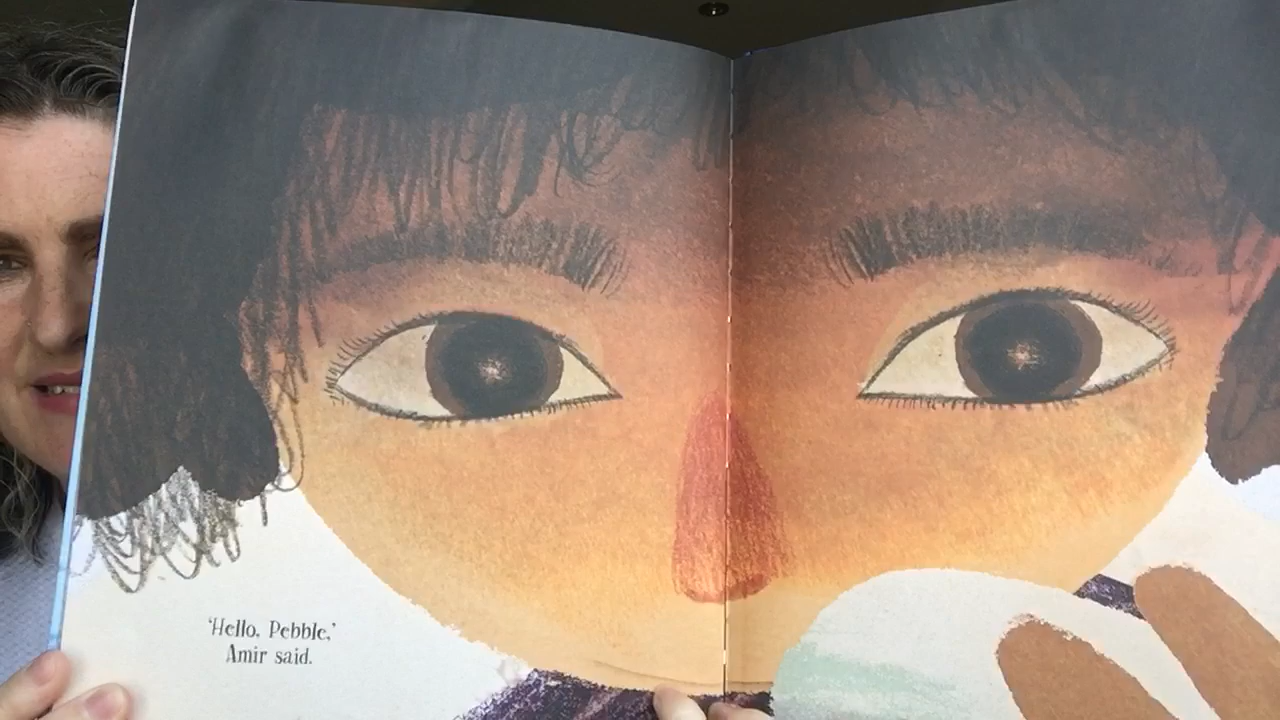 ‘Hello, Pebble,’
Amir said.